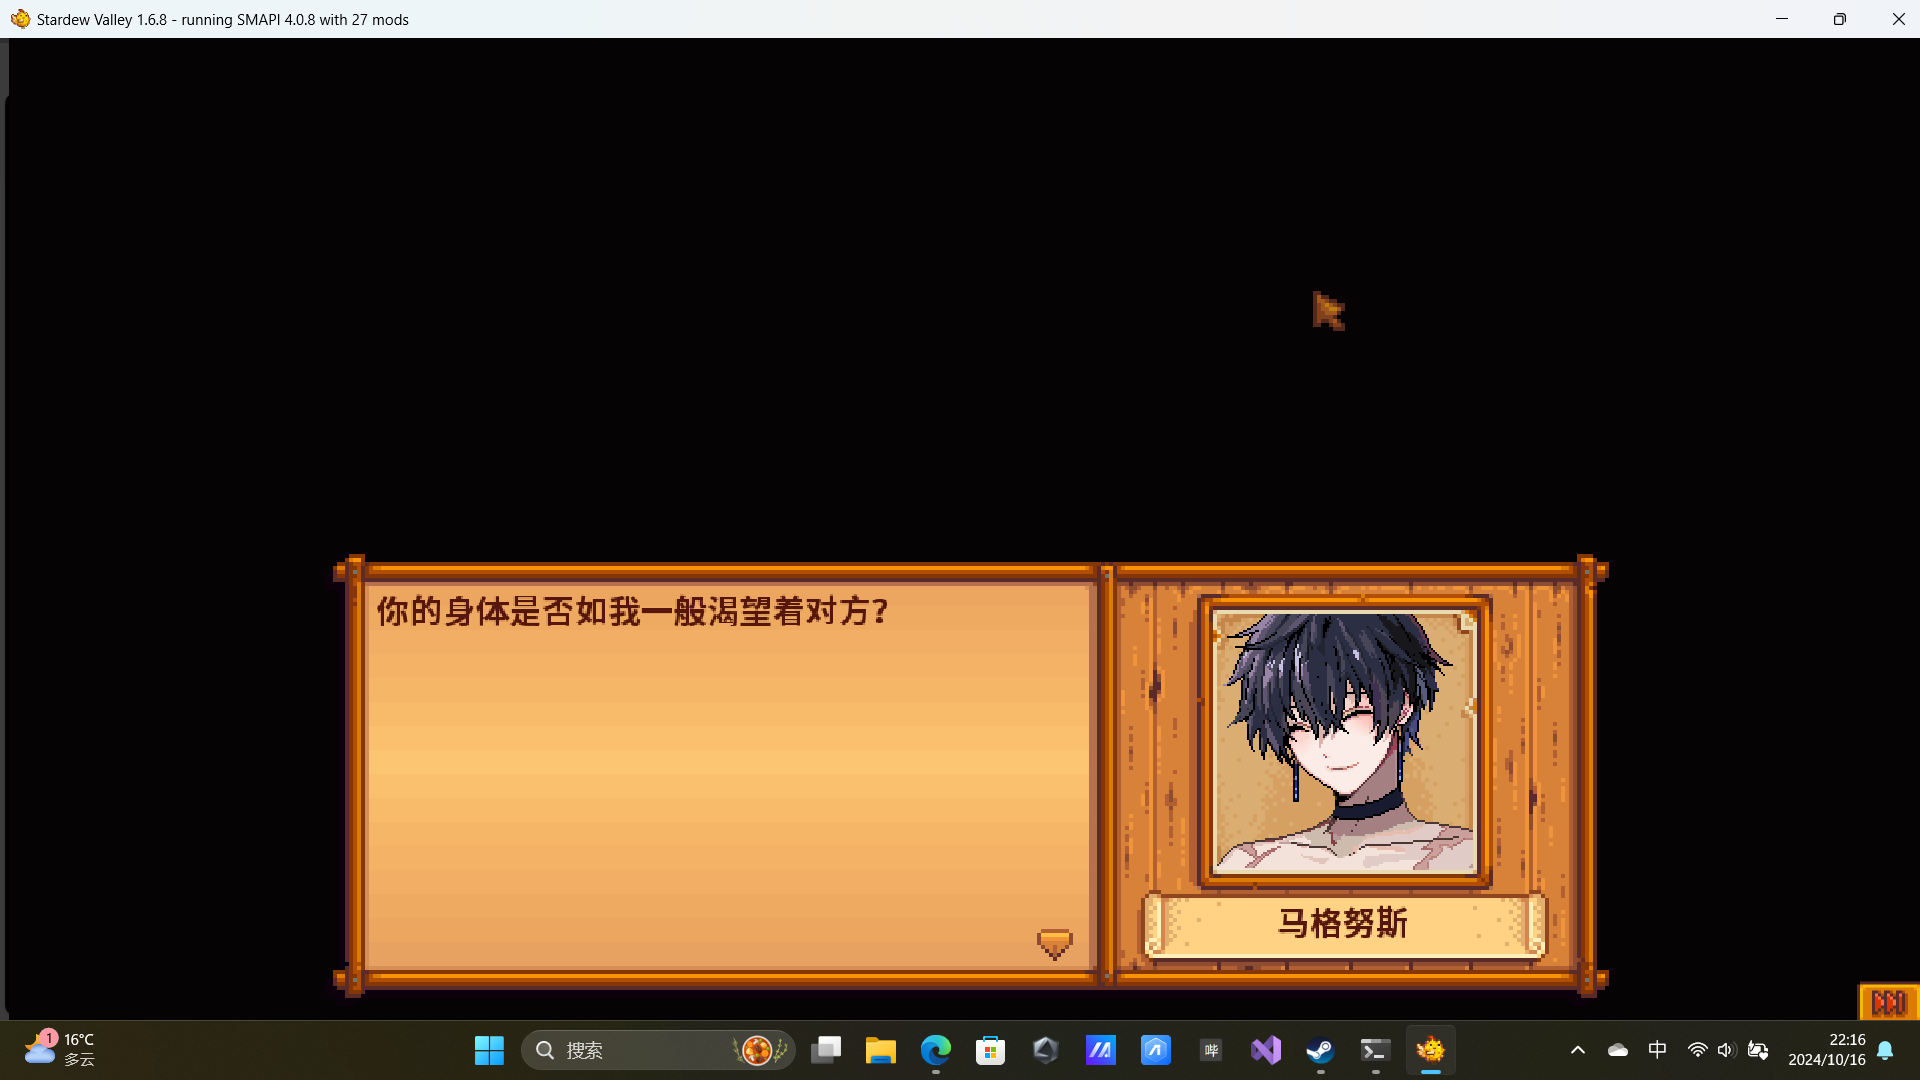 Stardew Valley 1.6.8 - running SMAPI 4.0.8 with 27 mods
你的身体是否如我一般渴望着对方?
马格努斯
1
16°C
多云
搜索
哔
中
22:16
2024/10/16